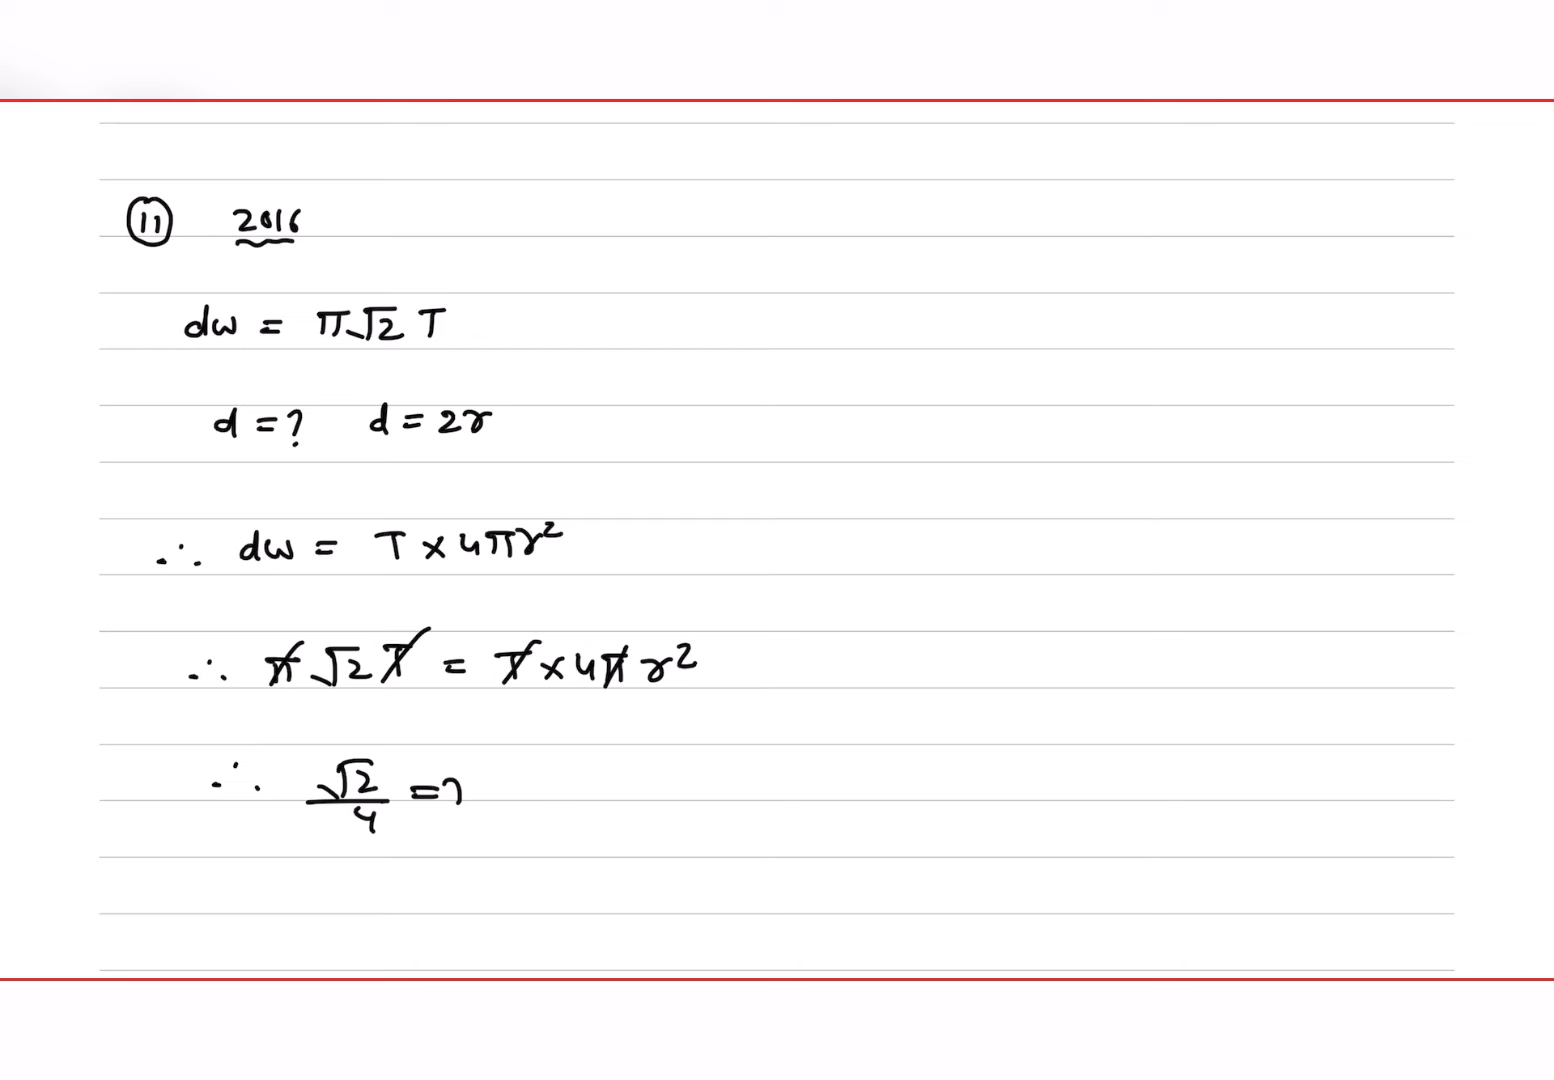 ⑪ 2016
dw = π√2 T
d = ? d = 2r
∴ dw = T × 4πr²
∴ π√2 T = T × 4π r²
∴ √2/4 =